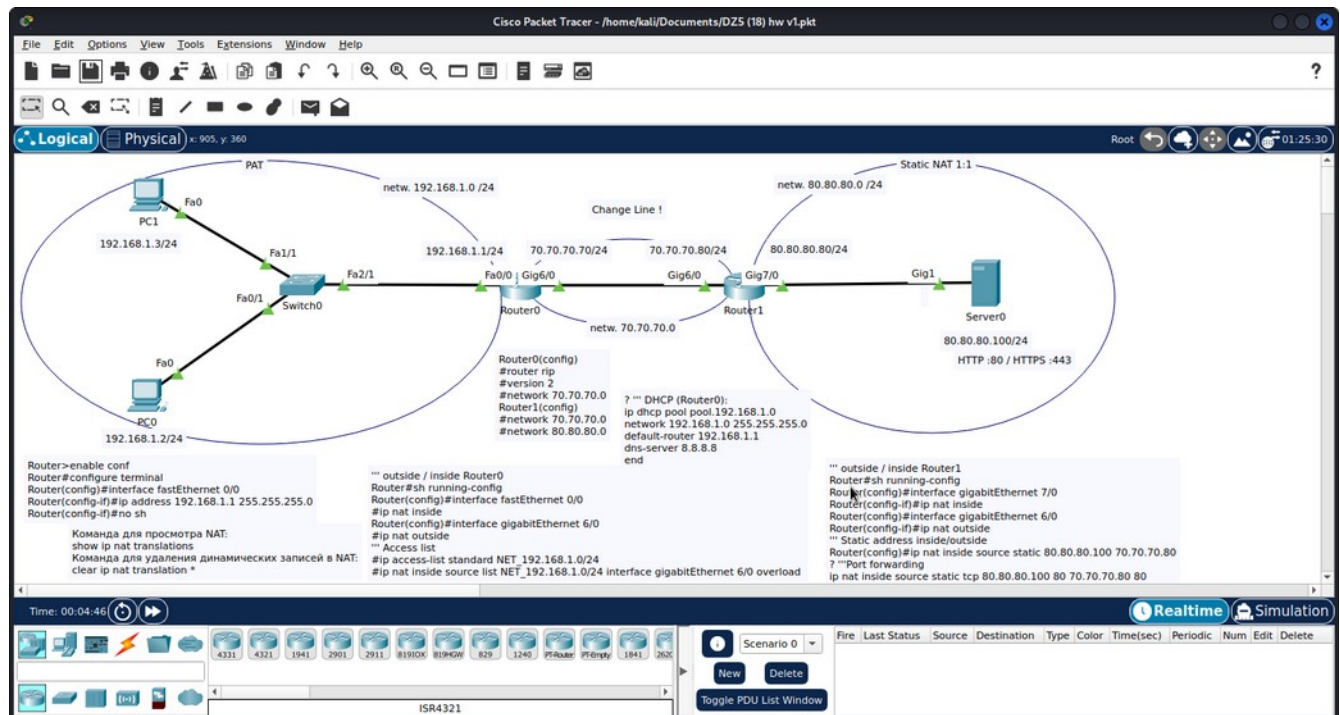 Cisco Packet Tracer - /home/kali/Documents/DZ5 (18) hw v1.pkt
File Edit Options View Tools Extensions Window Help
Logical Physical x: 905, y: 360 Root 01:25:30
PAT
Static NAT 1:1
netw. 192.168.1.0 /24
netw. 80.80.80.0 /24
Change Line !
Fa0
PC1
192.168.1.3/24
Fa1/1
192.168.1.1/24
70.70.70.70/24
70.70.70.80/24
80.80.80.80/24
Fa2/1
Fa0/0
Gig6/0
Gig6/0
Gig7/0
Gig1
Fa0/1
Switch0
Router0
Router1
Server0
netw. 70.70.70.0
80.80.80.100/24
HTTP :80 / HTTPS :443
Fa0
PC0
192.168.1.2/24
Router0(config)
#router rip
#version 2
#network 70.70.70.0
Router1(config)
#network 70.70.70.0
#network 80.80.80.0
? ''' DHCP (Router0):
ip dhcp pool pool.192.168.1.0
network 192.168.1.0 255.255.255.0
default-router 192.168.1.1
dns-server 8.8.8.8
end
Router>enable conf
Router#configure terminal
Router(config)#interface fastEthernet 0/0
Router(config-if)#ip address 192.168.1.1 255.255.255.0
Router(config-if)#no sh
Команда для просмотра NAT:
show ip nat translations
Команда для удаления динамических записей в NAT:
clear ip nat translation *
''' outside / inside Router0
Router#sh running-config
Router(config)#interface fastEthernet 0/0
#ip nat inside
Router(config)#interface gigabitEthernet 6/0
#ip nat outside
''' Access list
#ip access-list standard NET_192.168.1.0/24
#ip nat inside source list NET_192.168.1.0/24 interface gigabitEthernet 6/0 overload
''' outside / inside Router1
Router#sh running-config
Router(config)#interface gigabitEthernet 7/0
Router(config-if)#ip nat inside
Router(config)#interface gigabitEthernet 6/0
Router(config-if)#ip nat outside
''' Static address inside/outside
Router(config)#ip nat inside source static 80.80.80.100 70.70.70.80
? '''Port forwarding
ip nat inside source static tcp 80.80.80.100 80 70.70.70.80 80
Time: 00:04:46
Realtime Simulation
4331 4321 1941 2901 2911 819IOX 819HGW 829 1240 PT-Router PT-Empty 1841
ISR4321
Scenario 0
New Delete
Toggle PDU List Window
Fire Last Status Source Destination Type Color Time(sec) Periodic Num Edit Delete